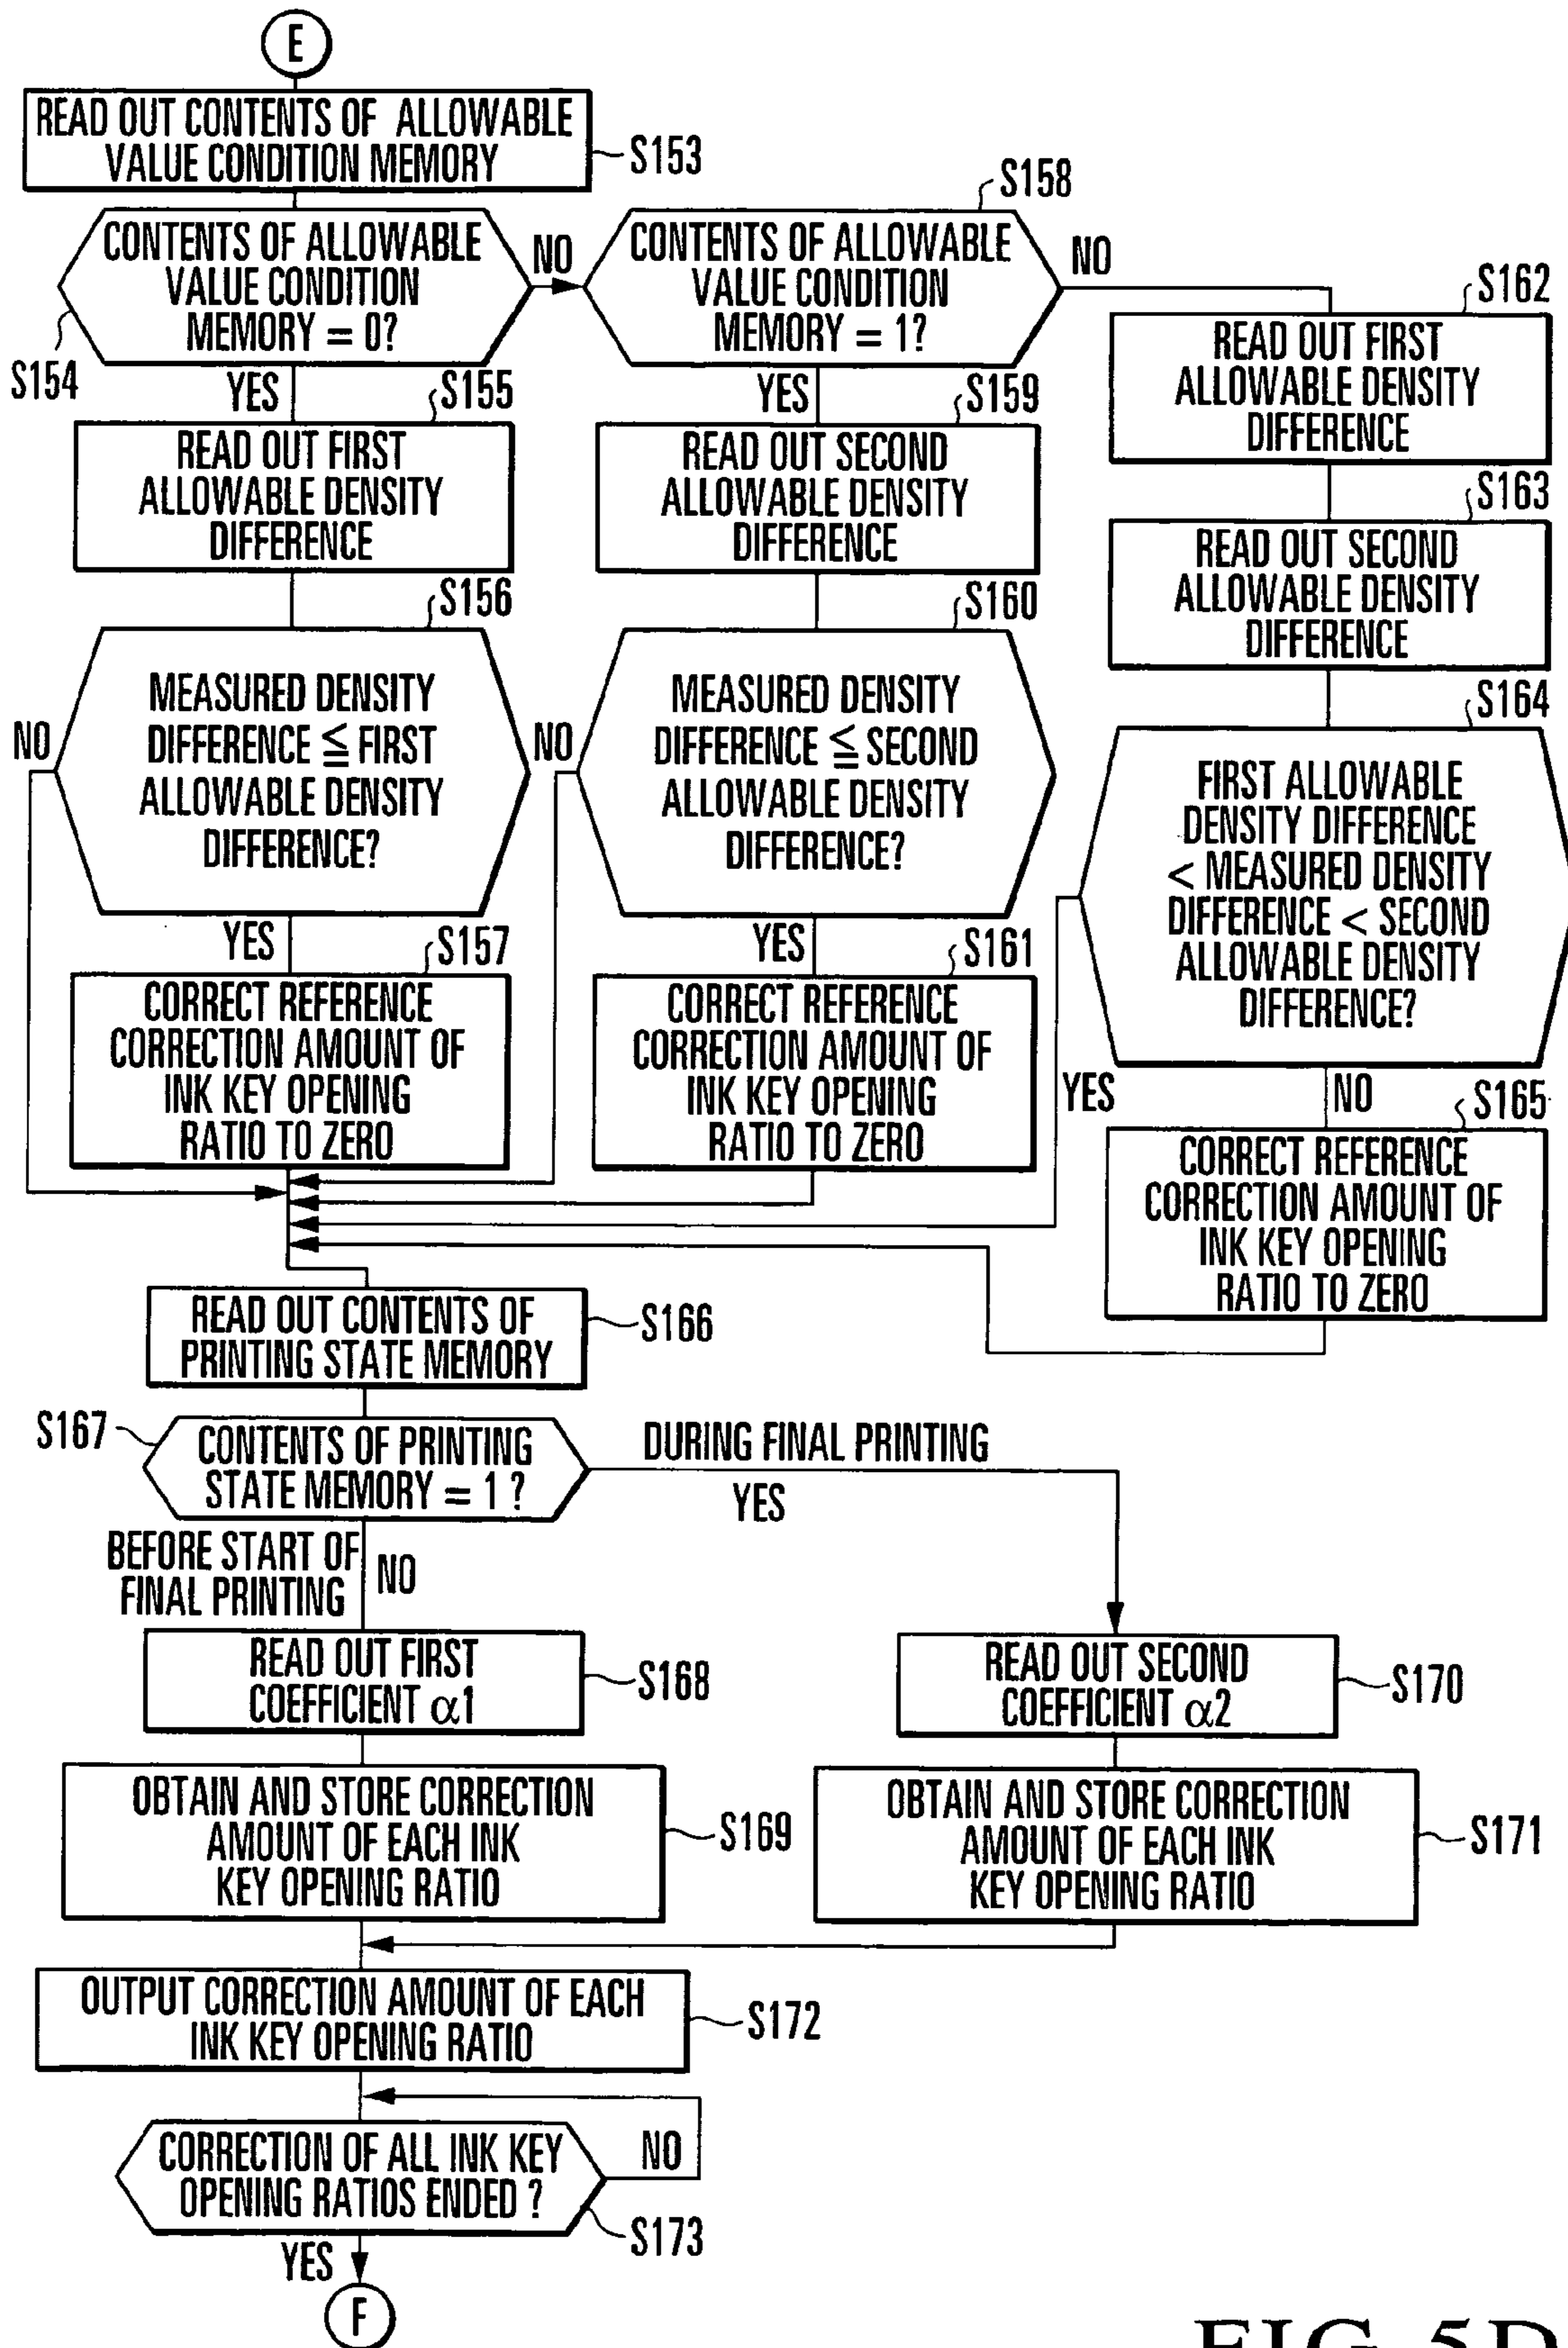 E
READ OUT CONTENTS OF ALLOWABLE
VALUE CONDITION MEMORY
S153
CONTENTS OF ALLOWABLE
VALUE CONDITION
MEMORY = 0?
S154
NO
YES
S158
CONTENTS OF ALLOWABLE
VALUE CONDITION
MEMORY = 1?
NO
YES
S155
READ OUT FIRST
ALLOWABLE DENSITY
DIFFERENCE
S159
READ OUT SECOND
ALLOWABLE DENSITY
DIFFERENCE
S162
READ OUT FIRST
ALLOWABLE DENSITY
DIFFERENCE
S163
READ OUT SECOND
ALLOWABLE DENSITY
DIFFERENCE
S156
MEASURED DENSITY
DIFFERENCE ≦ FIRST
ALLOWABLE DENSITY
DIFFERENCE?
NO
YES
S160
MEASURED DENSITY
DIFFERENCE ≦ SECOND
ALLOWABLE DENSITY
DIFFERENCE?
NO
YES
S164
FIRST ALLOWABLE
DENSITY DIFFERENCE
< MEASURED DENSITY
DIFFERENCE < SECOND
ALLOWABLE DENSITY
DIFFERENCE?
YES
NO
S157
CORRECT REFERENCE
CORRECTION AMOUNT OF
INK KEY OPENING
RATIO TO ZERO
S161
CORRECT REFERENCE
CORRECTION AMOUNT OF
INK KEY OPENING
RATIO TO ZERO
S165
CORRECT REFERENCE
CORRECTION AMOUNT OF
INK KEY OPENING
RATIO TO ZERO
READ OUT CONTENTS OF
PRINTING STATE MEMORY
S166
S167
CONTENTS OF PRINTING
STATE MEMORY = 1 ?
DURING FINAL PRINTING
YES
BEFORE START OF
FINAL PRINTING
NO
READ OUT FIRST
COEFFICIENT α1
S168
READ OUT SECOND
COEFFICIENT α2
S170
OBTAIN AND STORE CORRECTION
AMOUNT OF EACH INK
KEY OPENING RATIO
S169
OBTAIN AND STORE CORRECTION
AMOUNT OF EACH INK
KEY OPENING RATIO
S171
OUTPUT CORRECTION AMOUNT OF EACH
INK KEY OPENING RATIO
S172
CORRECTION OF ALL INK KEY
OPENING RATIOS ENDED ?
NO
S173
YES
F
FIG. 5D